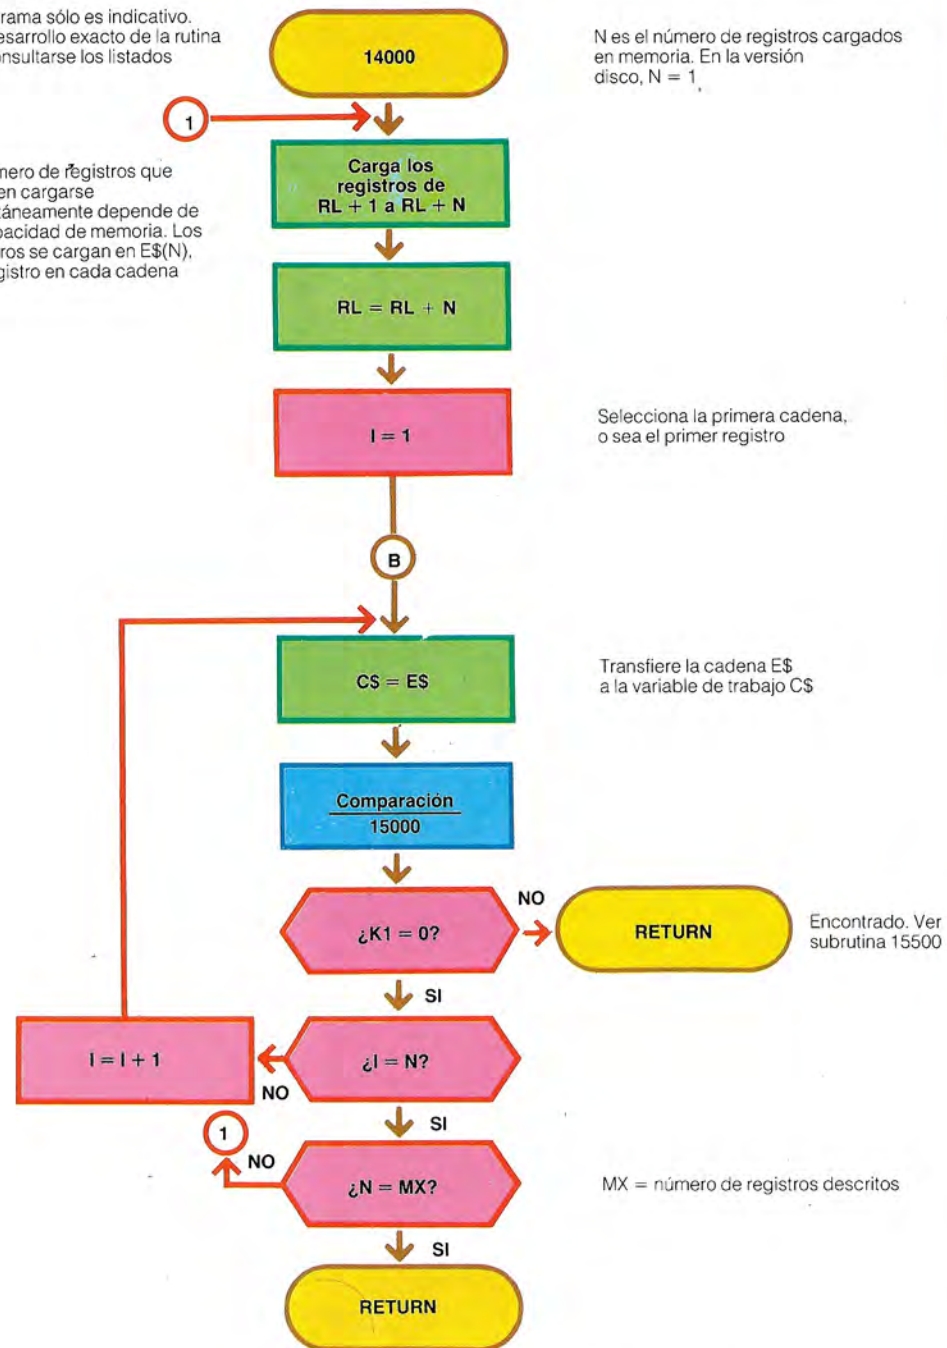 rama sólo es indicativo.
esarrollo exacto de la rutina
onsultarse los listados
14000
N es el número de registros cargados
en memoria. En la versión
disco, N = 1,
1
Carga los
registros de
RL + 1 a RL + N
mero de registros que
en cargarse
táneamente depende de
pacidad de memoria. Los
ros se cargan en E$(N),
gistro en cada cadena
RL = RL + N
I = 1
Selecciona la primera cadena,
o sea el primer registro
B
C$ = E$
Transfiere la cadena E$
a la variable de trabajo C$
Comparación
15000
¿K1 = 0?
NO
RETURN
Encontrado. Ver
subrutina 15500
SI
I = I + 1
NO
¿I = N?
SI
1
NO
¿N = MX?
MX = número de registros descritos
SI
RETURN